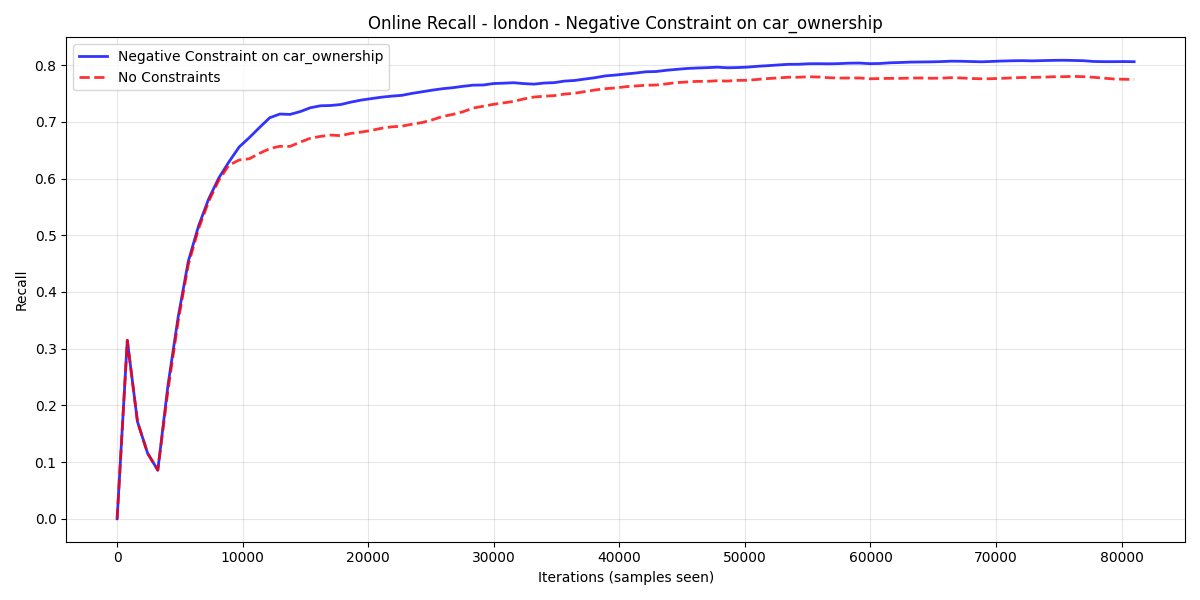 Online Recall - london - Negative Constraint on car_ownership
Negative Constraint on car_ownership
No Constraints
Recall
0.8
0.7
0.6
0.5
0.4
0.3
0.2
0.1
0.0
0 10000 20000 30000 40000 50000 60000 70000 80000
Iterations (samples seen)